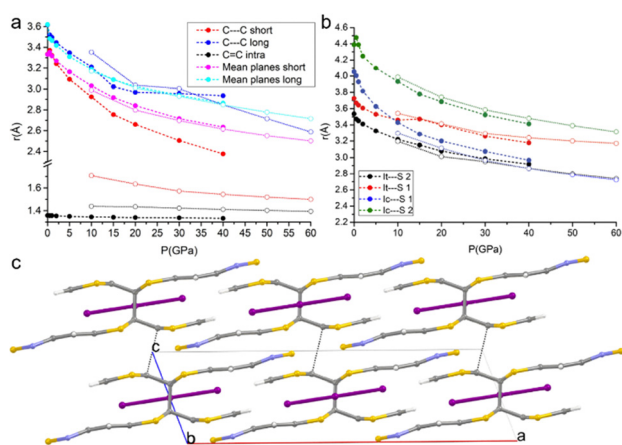 a
3.6
3.4
3.2
3.0
2.8
2.6
2.4
1.6
1.4
r(Å)
0 5 10 15 20 25 30 35 40 45 50 55 60
P(GPa)
C---C short
C---C long
C=C intra
Mean planes short
Mean planes long
b
4.6
4.4
4.2
4.0
3.8
3.6
3.4
3.2
3.0
2.8
2.6
2.4
2.2
r(Å)
0 10 20 30 40 50 60
P(GPa)
It---S 2
It---S 1
Ic---S 1
Ic---S 2
c
c
b
a